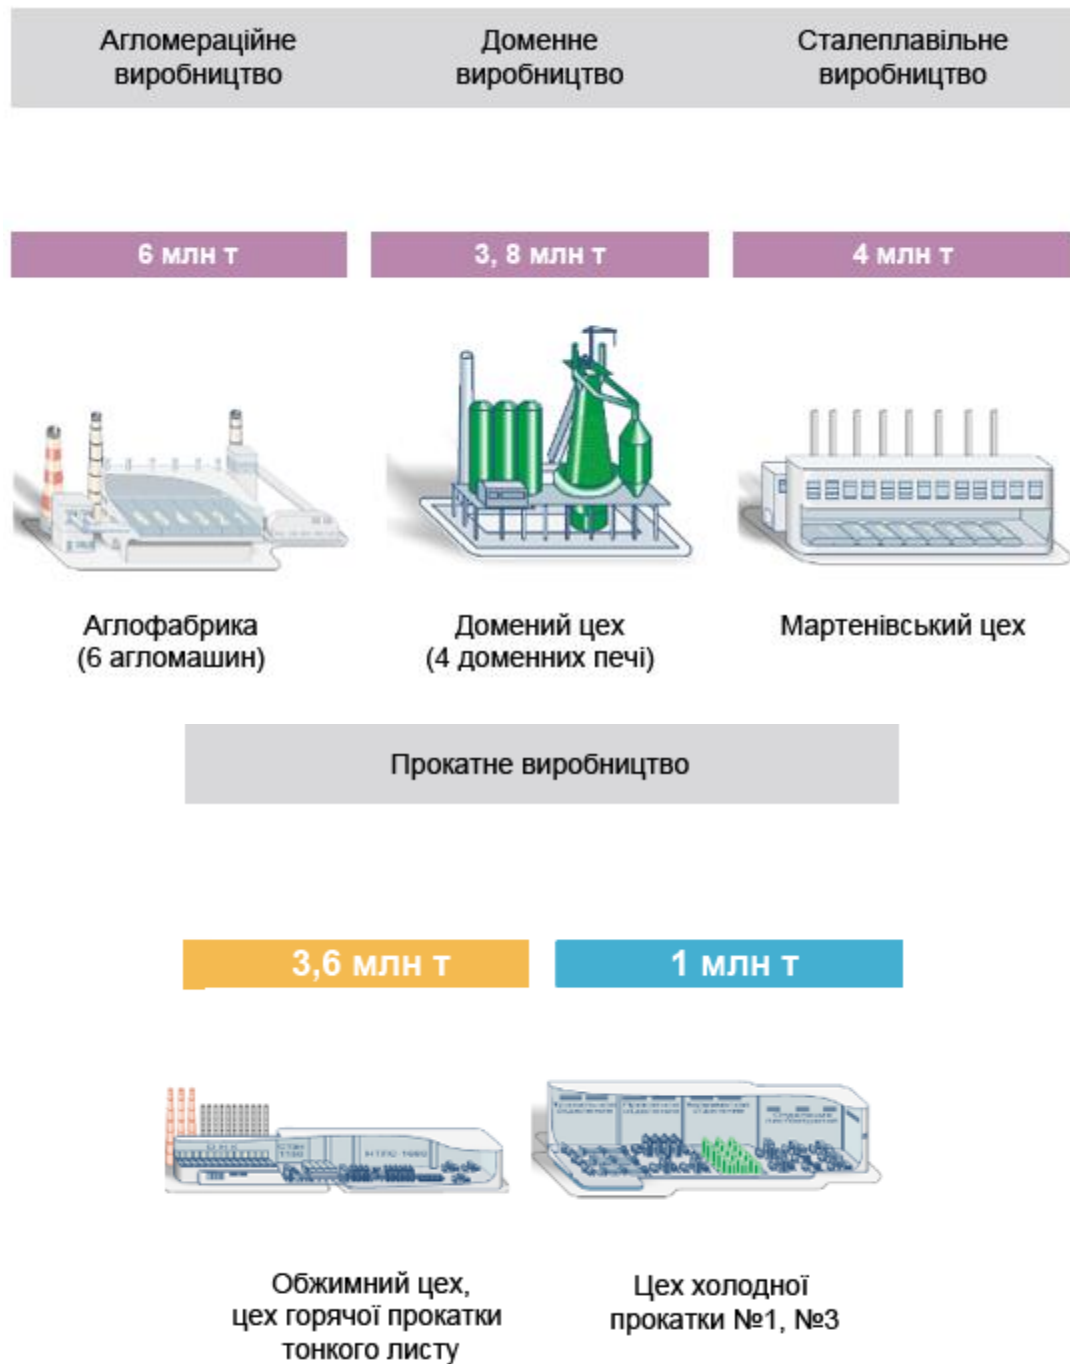 Агломераційне
виробництво
Доменне
виробництво
Сталеплавільне
виробництво
6 млн т
3, 8 млн т
4 млн т
Аглофабрика
(6 агломашин)
Домений цех
(4 доменних печі)
Мартенівський цех
Прокатне виробництво
3,6 млн т
1 млн т
Обжимний цех,
цех горячої прокатки
тонкого листу
Цех холодної
прокатки №1, №3